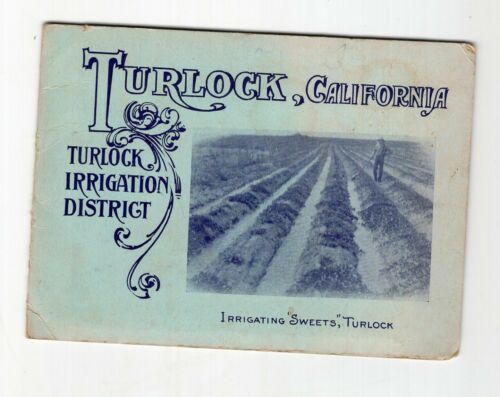 TURLOCK, CALIFORNIA
TURLOCK
IRRIGATION
DISTRICT
IRRIGATING "SWEETS", TURLOCK